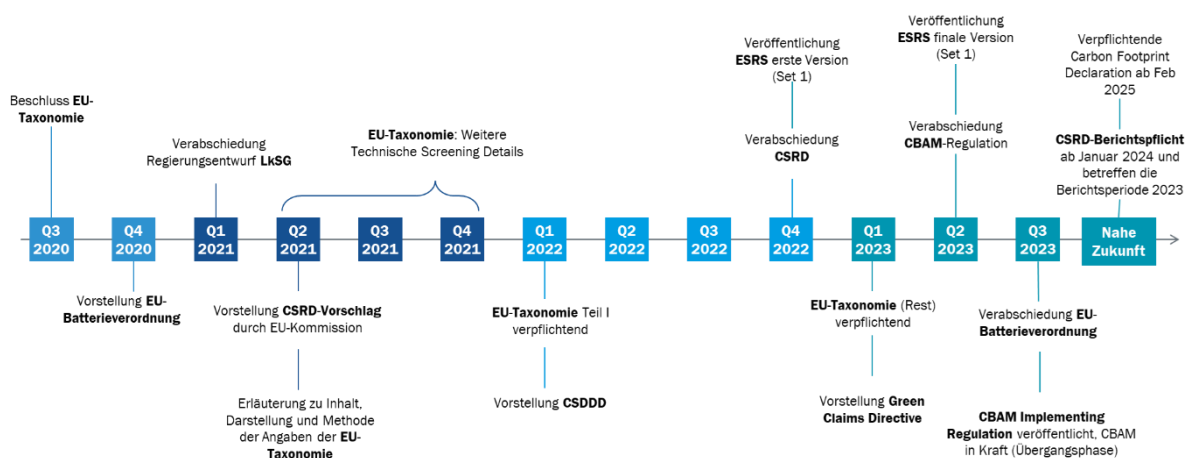 Veröffentlichung
ESRS erste Version
(Set 1)
Veröffentlichung
ESRS finale Version
(Set 1)
Verpflichtende
Carbon Footprint
Declaration ab Feb
2025
Beschluss EU-
Taxonomie
Verabschiedung
Regierungsentwurf LkSG
EU-Taxonomie: Weitere
Technische Screening Details
Verabschiedung
CSRD
Verabschiedung
CBAM-Regulation
CSRD-Berichtspflicht
ab Januar 2024 und
betreffen die
Berichtsperiode 2023
Q3
2020
Q4
2020
Q1
2021
Q2
2021
Q3
2021
Q4
2021
Q1
2022
Q2
2022
Q3
2022
Q4
2022
Q1
2023
Q2
2023
Q3
2023
Nahe
Zukunft
Vorstellung EU-
Batterieverordnung
Vorstellung CSRD-Vorschlag
durch EU-Kommission
EU-Taxonomie Teil I
verpflichtend
EU-Taxonomie (Rest)
verpflichtend
Verabschiedung EU-
Batterieverordnung
Erläuterung zu Inhalt,
Darstellung und Methode
der Angaben der EU-
Taxonomie
Vorstellung CSDDD
Vorstellung Green
Claims Directive
CBAM Implementing
Regulation veröffentlicht, CBAM
in Kraft (Übergangsphase)